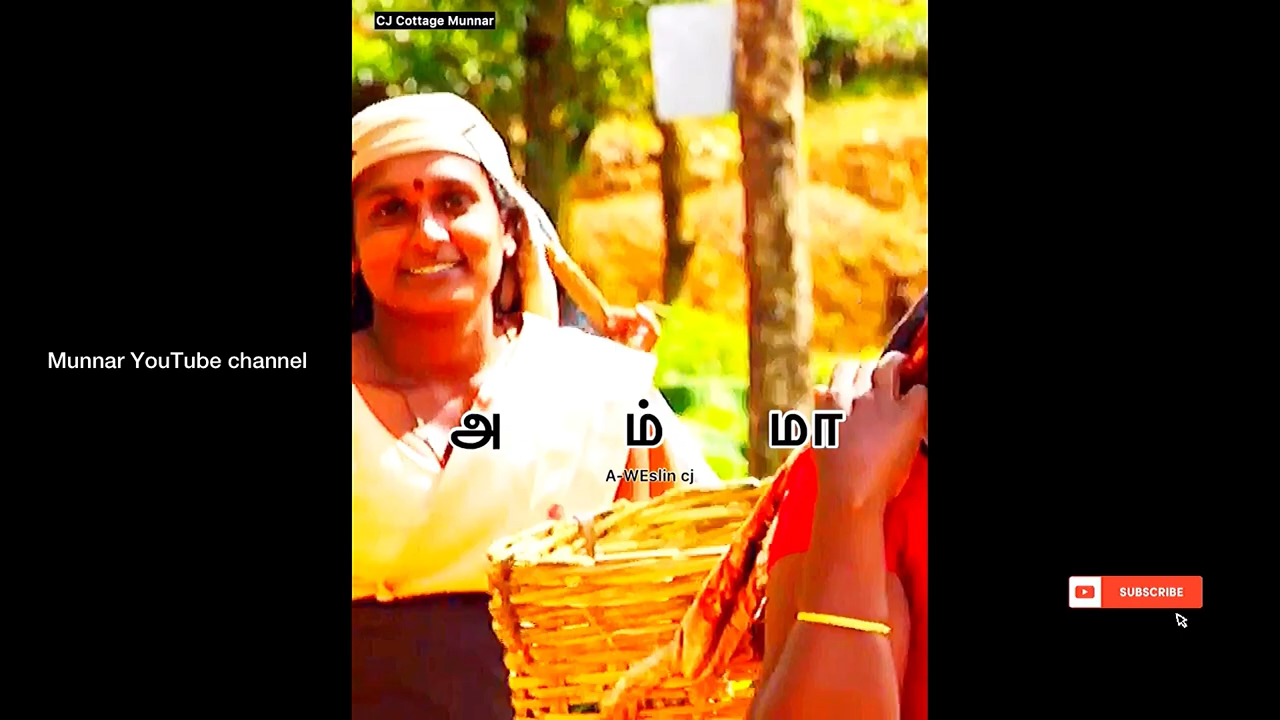 CJ Cottage Munnar
Munnar YouTube channel
அ ம் மா
A-WEslin cj
SUBSCRIBE